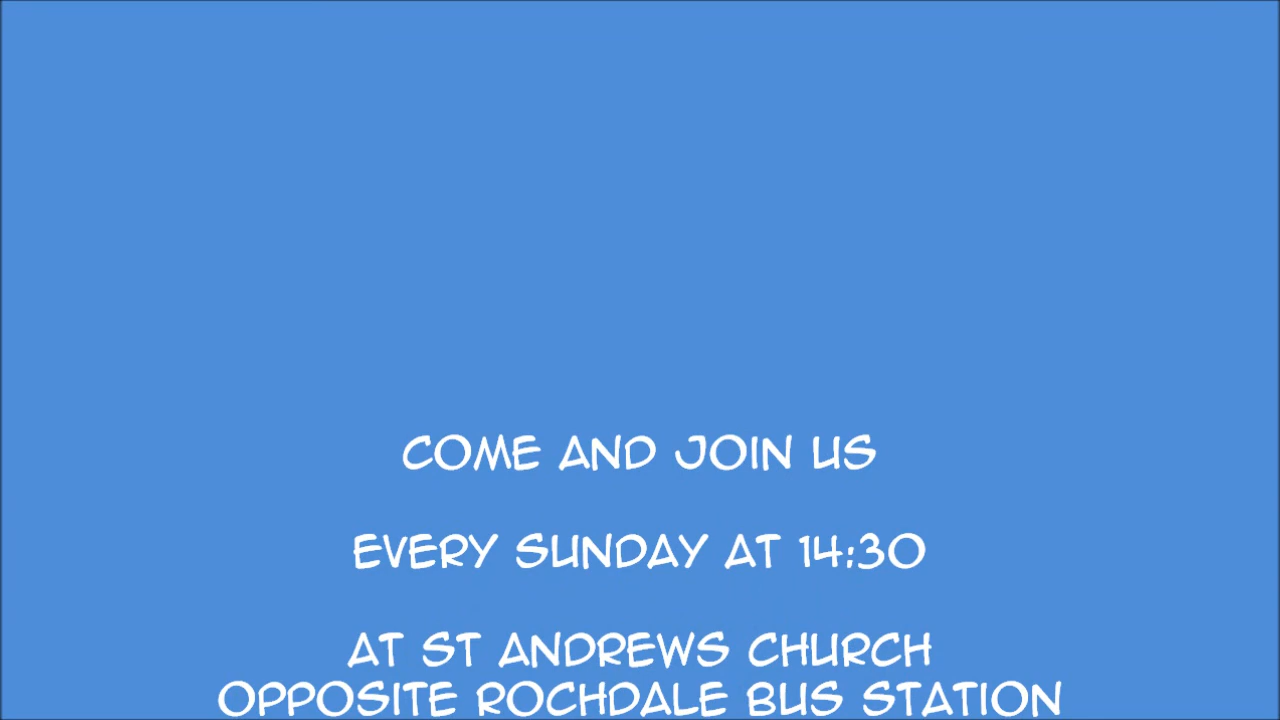 COME AND JOIN US
EVERY SUNDAY AT 14:30
AT ST ANDREWS CHURCH
OPPOSITE ROCHDALE BUS STATION